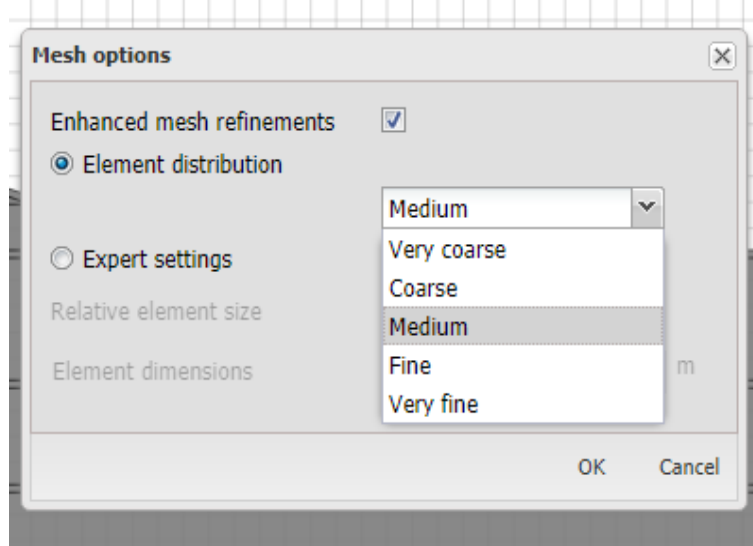 Mesh options
Enhanced mesh refinements
Element distribution
Medium
Very coarse
Expert settings
Coarse
Relative element size
Medium
Fine
Element dimensions
m
Very fine
OK Cancel